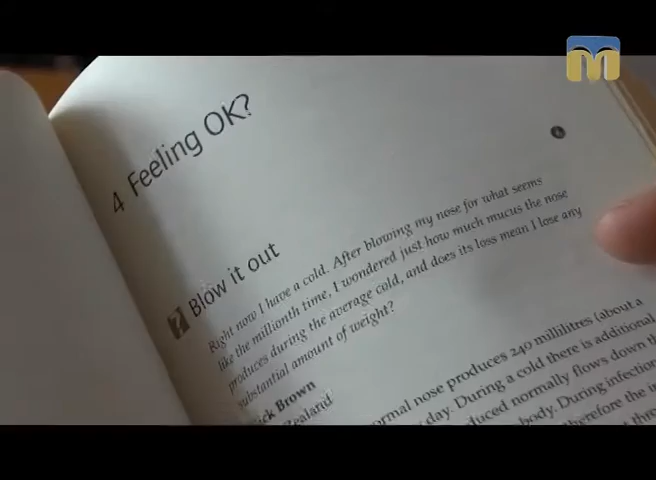 4 Feeling OK?
? Blow it out
Right now I have a cold. After blowing my nose for what seems
like the millionth time, I wondered just how much mucus the nose
produces during the average cold, and does its loss mean I lose any
substantial amount of weight?
Brown
Zealand
normal nose produces 240 millilitres (about a
day. During a cold there is additional
normally flows down
body. During infection
therefore the